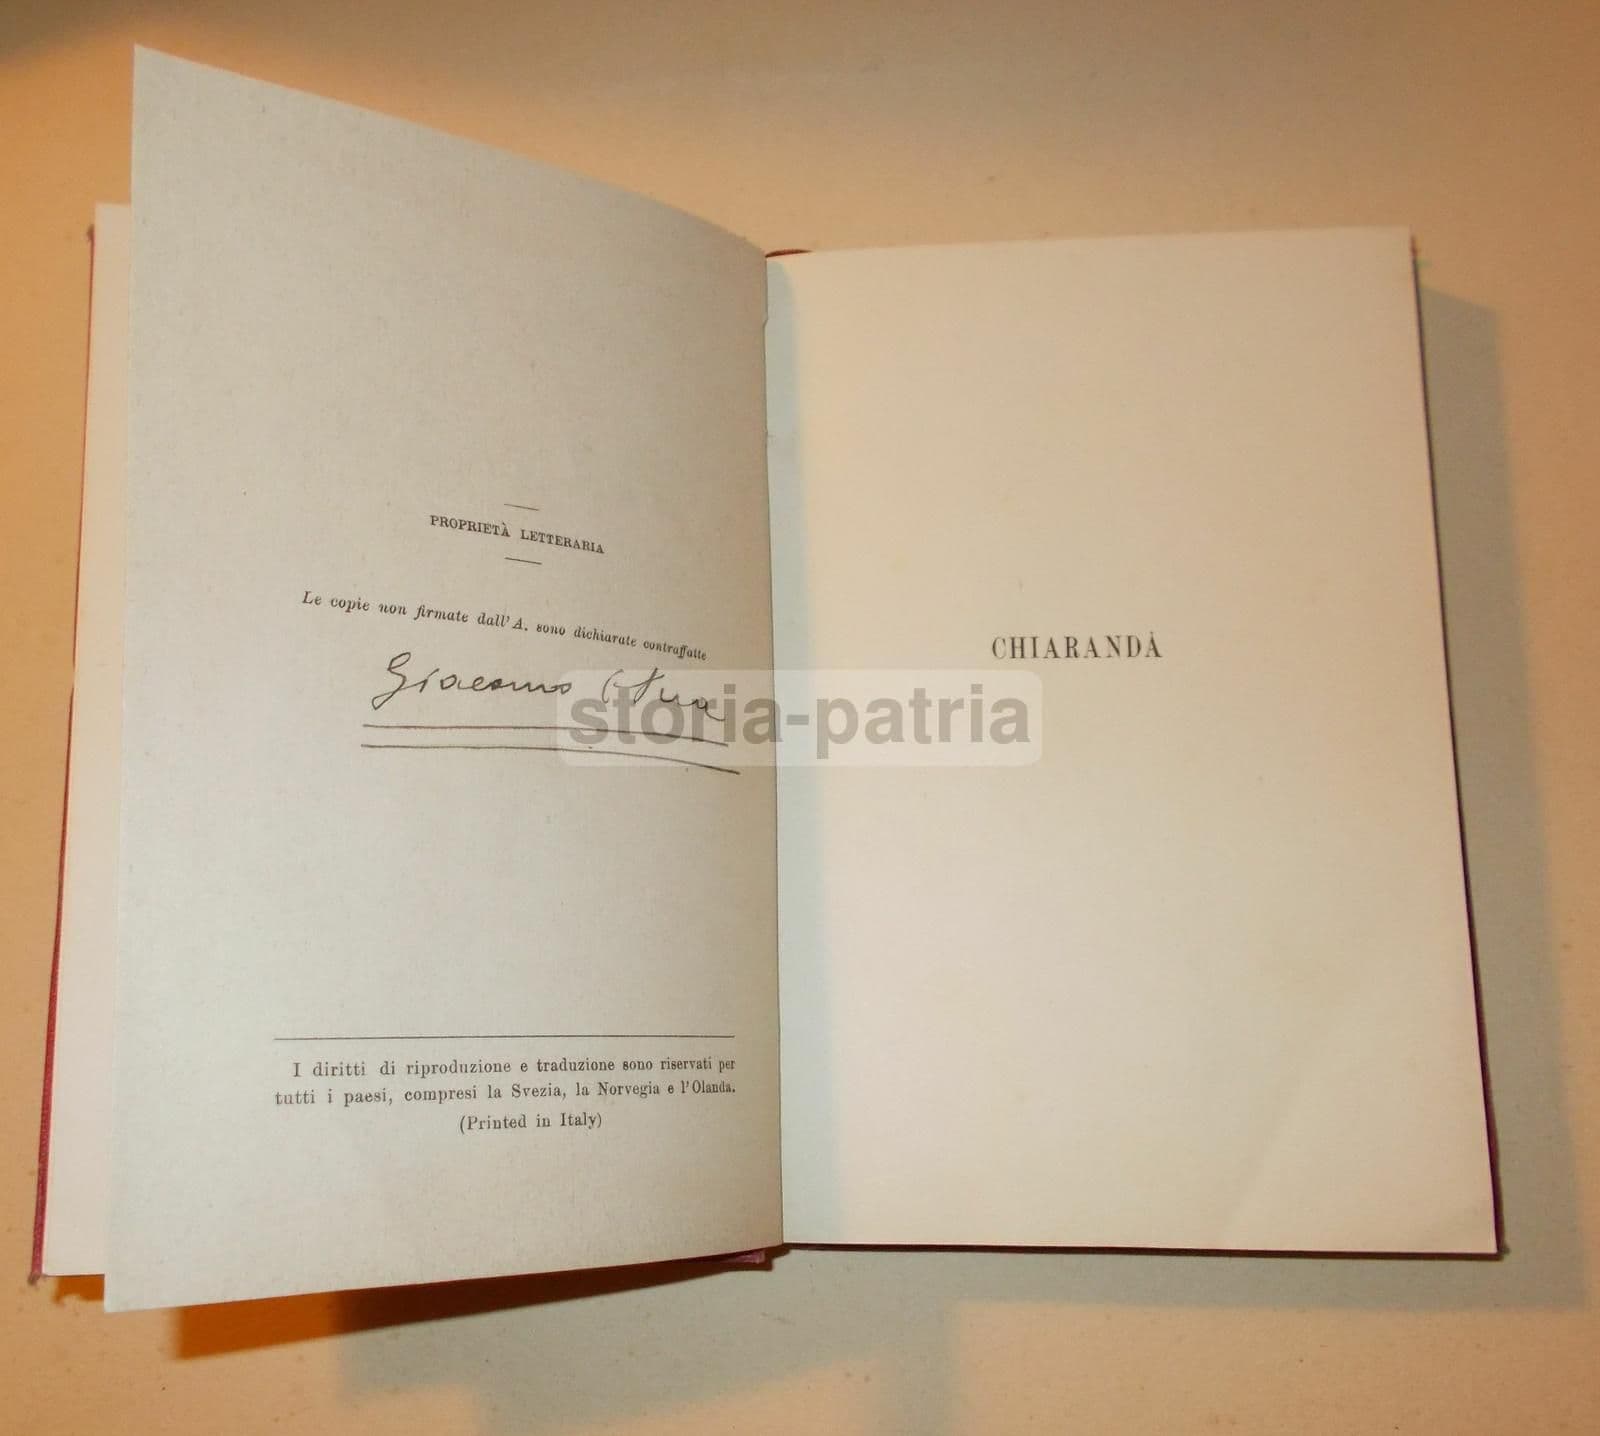 PROPRIETÀ LETTERARIA
Le copie non firmate dall'A. sono dichiarate contraffatte
Giacomo
I diritti di riproduzione e traduzione sono riservati per
tutti i paesi, compresi la Svezia, la Norvegia e l'Olanda.
(Printed in Italy)
CHIARANDÀ
storia-patria